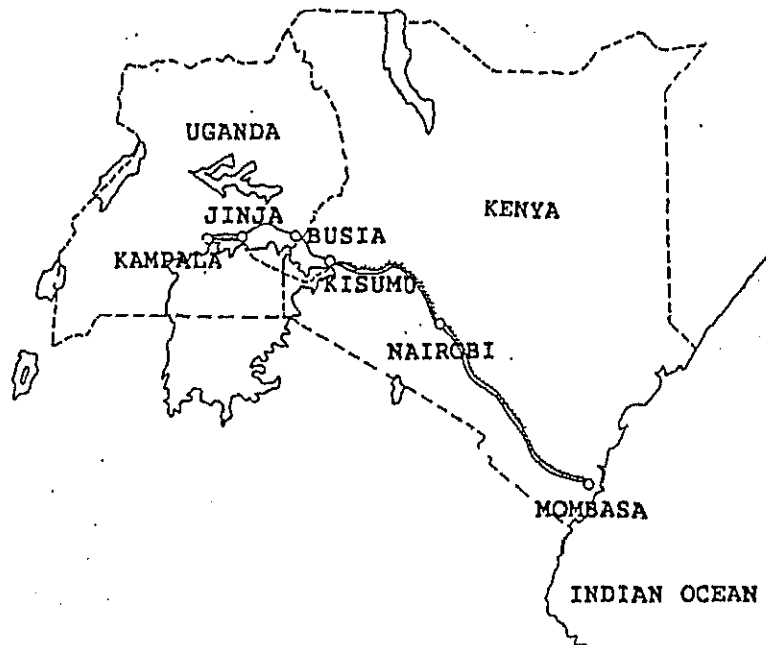 UGANDA
KENYA
JINJA
BUSIA
KAMPALA
KISUMU
NAIROBI
MOMBASA
INDIAN OCEAN